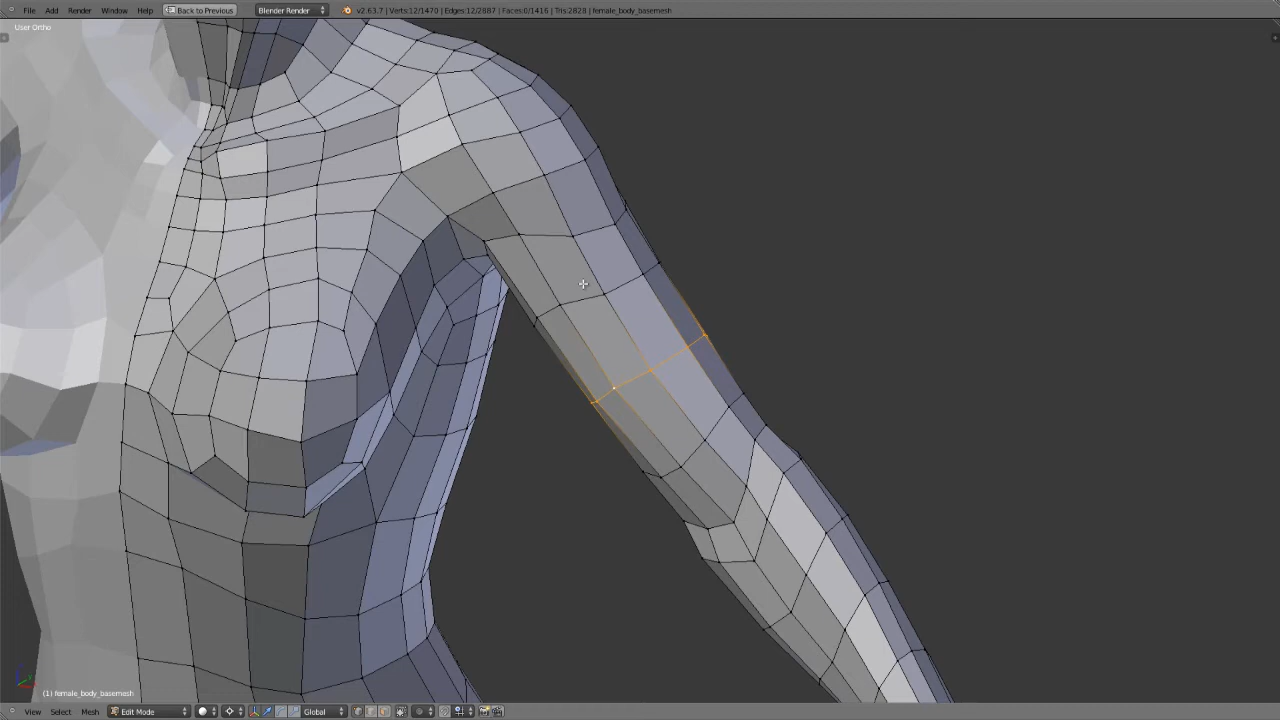 File Add Render Window Help Back to Previous Blender Render v2.63.7 | Verts:12/1470 | Edges:12/2887 | Faces:0/1416 | Tris:2828 | female_body_basemesh
User Ortho
(1) female_body_basemesh
View Select Mesh Edit Mode Global